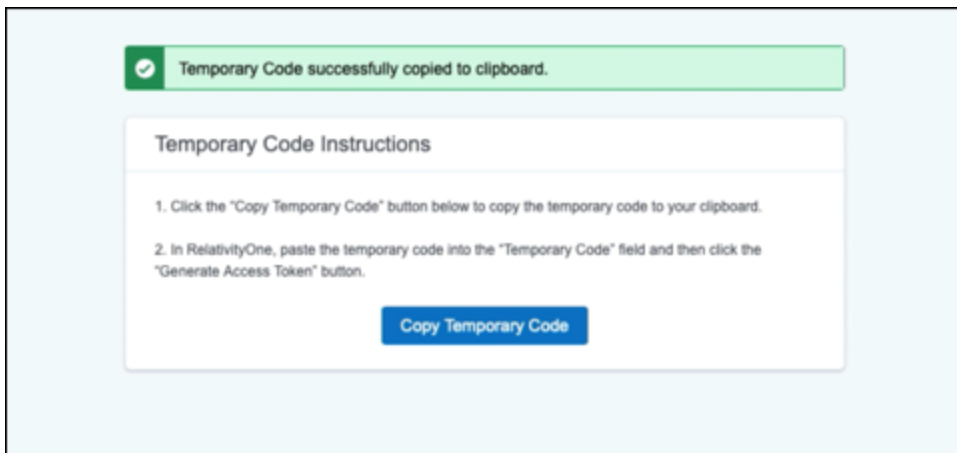 Temporary Code successfully copied to clipboard.
Temporary Code Instructions
1. Click the "Copy Temporary Code" button below to copy the temporary code to your clipboard.
2. In RelativityOne, paste the temporary code into the "Temporary Code" field and then click the
"Generate Access Token" button.
Copy Temporary Code